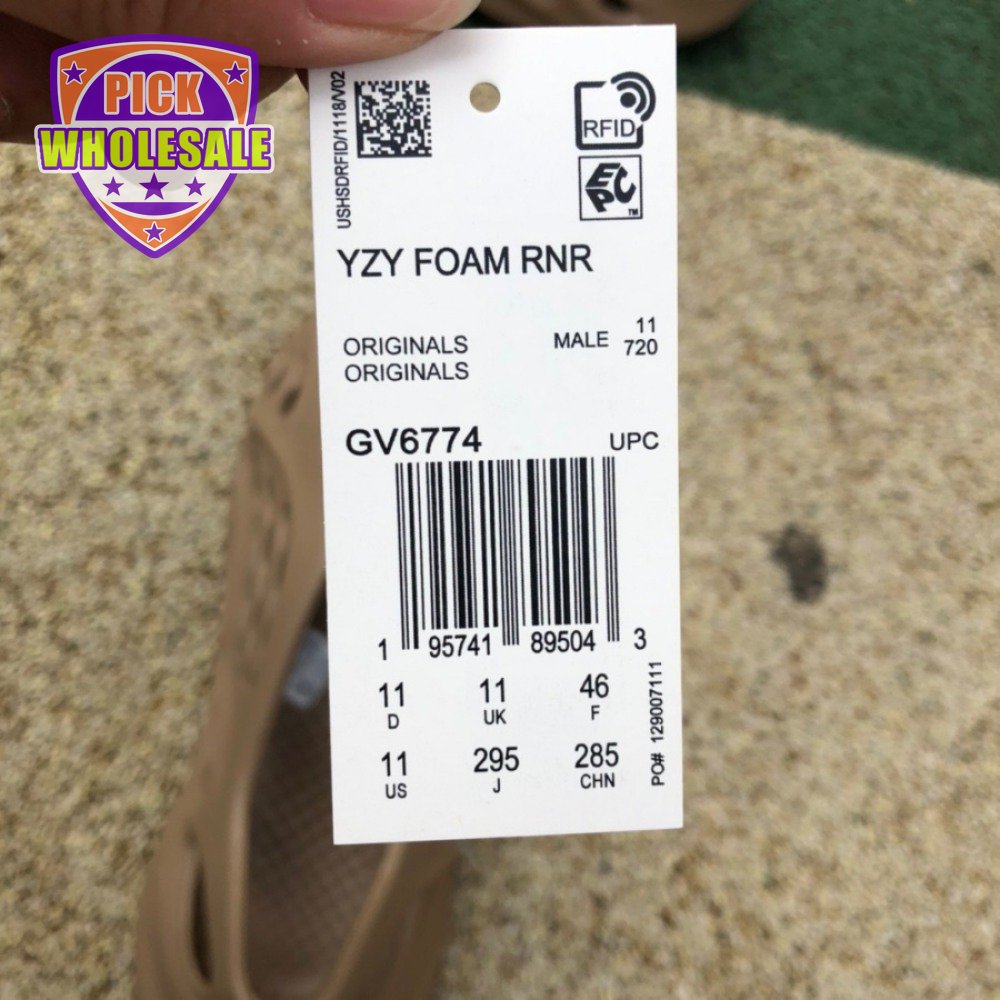 PICK
WHOLESALE
USHSDRFID/1118/V02
RFID
EPC
TM
YZY FOAM RNR
ORIGINALS
ORIGINALS
MALE
11
720
GV6774
UPC
1 95741 89504 3
11 11 46
D UK F
11 295 285
US J CHN
PO# 129007111